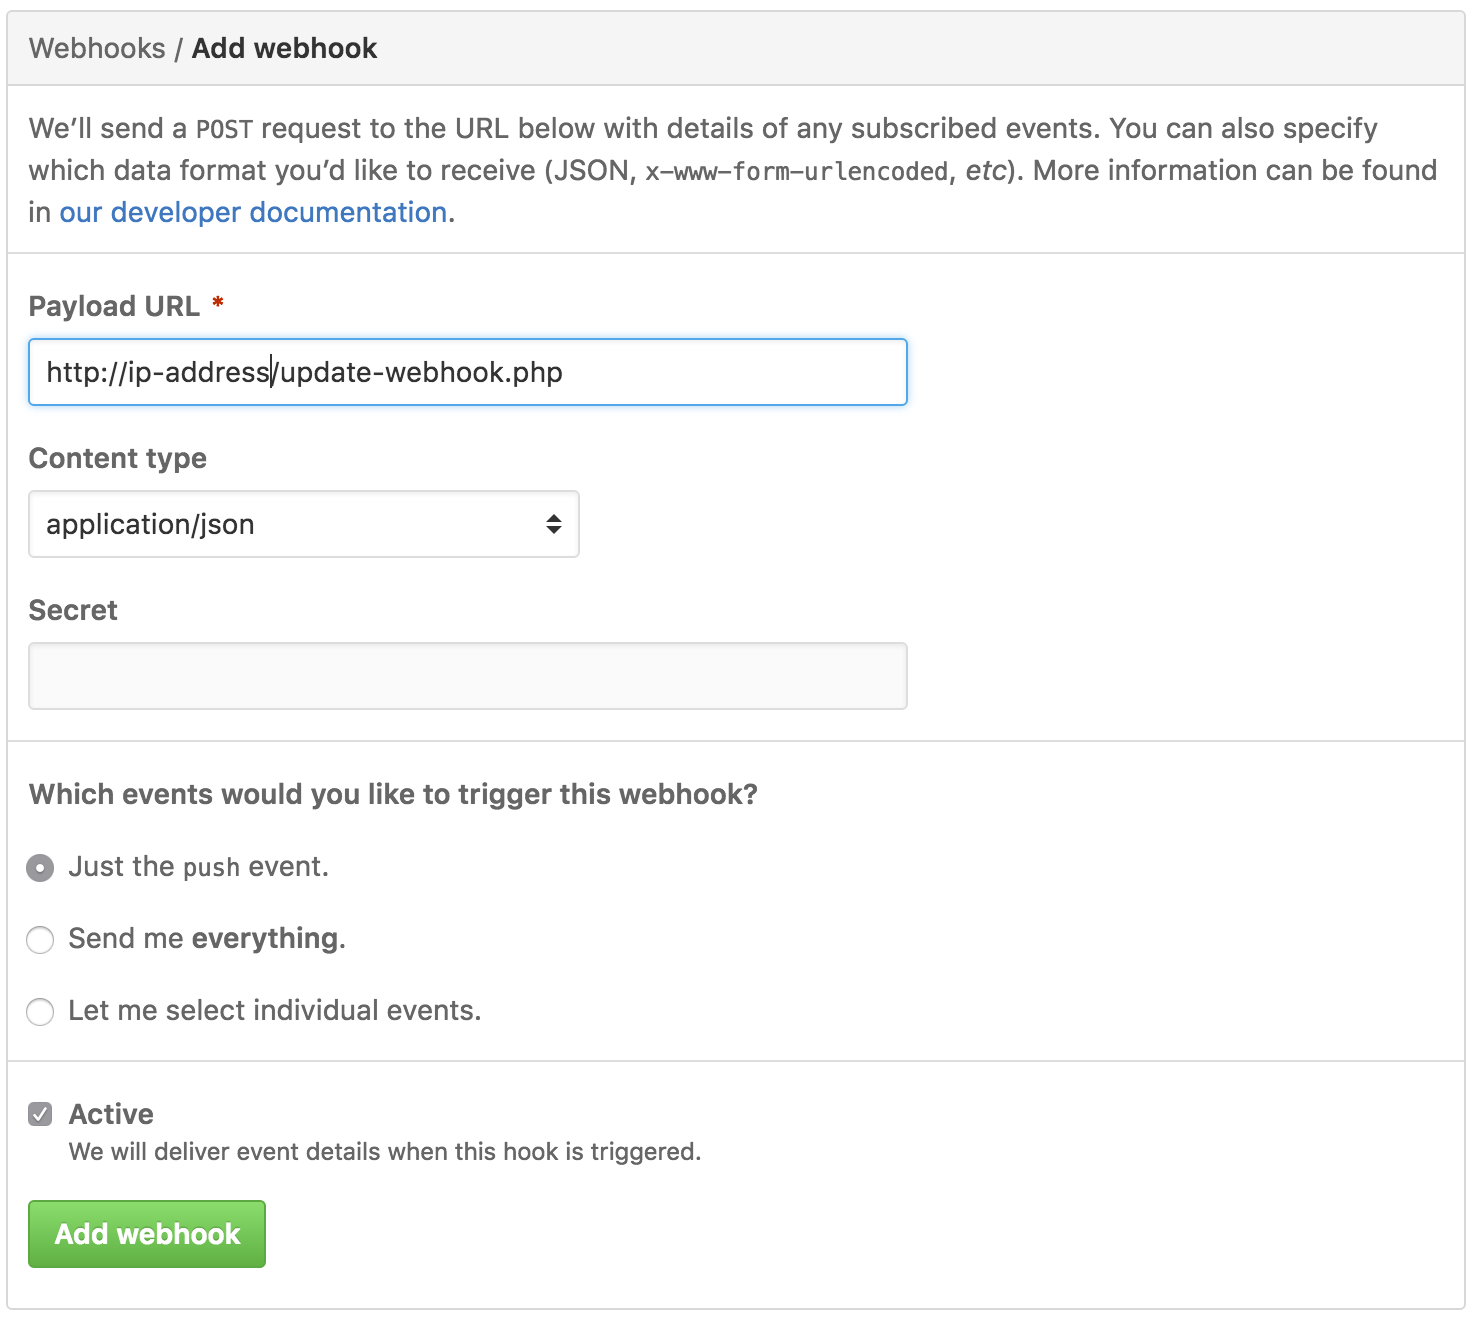 Webhooks / Add webhook
We’ll send a POST request to the URL below with details of any subscribed events. You can also specify
which data format you’d like to receive (JSON, x-www-form-urlencoded, etc). More information can be found
in our developer documentation.
Payload URL *
http://ip-address/update-webhook.php
Content type
application/json
Secret
Which events would you like to trigger this webhook?
Just the push event.
Send me everything.
Let me select individual events.
Active
We will deliver event details when this hook is triggered.
Add webhook